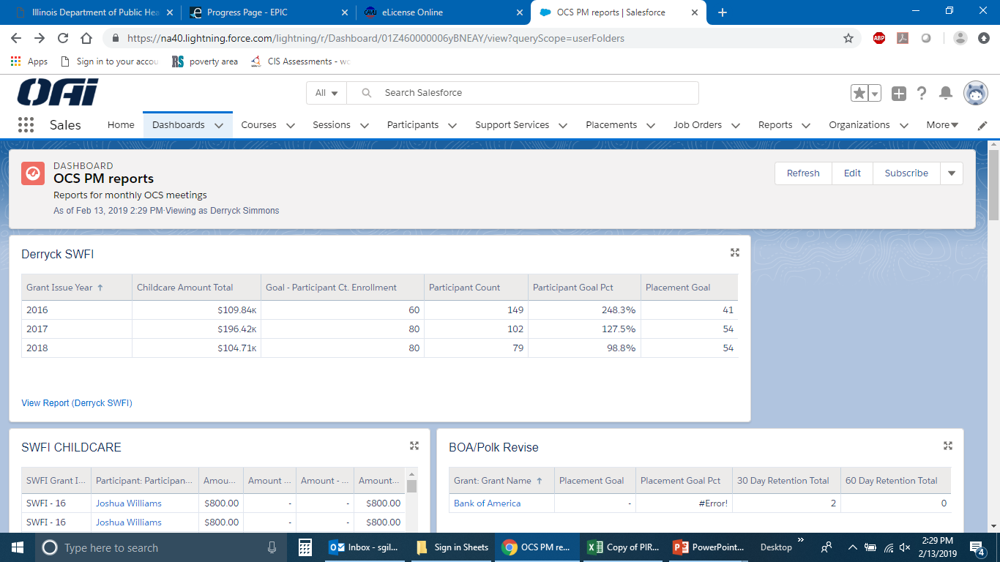 Illinois Department of Public Hea
Progress Page - EPIC
eLicense Online
OCS PM reports | Salesforce
https://na40.lightning.force.com/lightning/r/Dashboard/01Z460000006yBNEAY/view?queryScope=userFolders
ABP
Apps
Sign in to your accou
RS
poverty area
CIS Assessments - wo
OAi
All
Search Salesforce
Sales
Home
Dashboards
Courses
Sessions
Participants
Support Services
Placements
Job Orders
Reports
Organizations
More
DASHBOARD
OCS PM reports
Reports for monthly OCS meetings
As of Feb 13, 2019 2:29 PM·Viewing as Derryck Simmons
Refresh
Edit
Subscribe
Derryck SWFI
Grant Issue Year ↑ Childcare Amount Total Goal - Participant Ct. Enrollment Participant Count Participant Goal Pct Placement Goal
2016 $109.84K 60 149 248.3% 41
2017 $196.42K 80 102 127.5% 54
2018 $104.71K 80 79 98.8% 54
View Report (Derryck SWFI)
SWFI CHILDCARE
SWFI Grant I... Participant: Participan... Amou... Amount ... Amount - ... Amount...
SWFI - 16 Joshua Williams $800.00 - - $800.00
SWFI - 16 Joshua Williams $800.00 - - $800.00
BOA/Polk Revise
Grant: Grant Name ↑ Placement Goal Placement Goal Pct 30 Day Retention Total 60 Day Retention Total
Bank of America - #Error! 2 0
Type here to search
Inbox - sgil...
Sign in Sheets
OCS PM re...
Copy of PIR...
PowerPoint...
Desktop
2:29 PM
2/13/2019
4